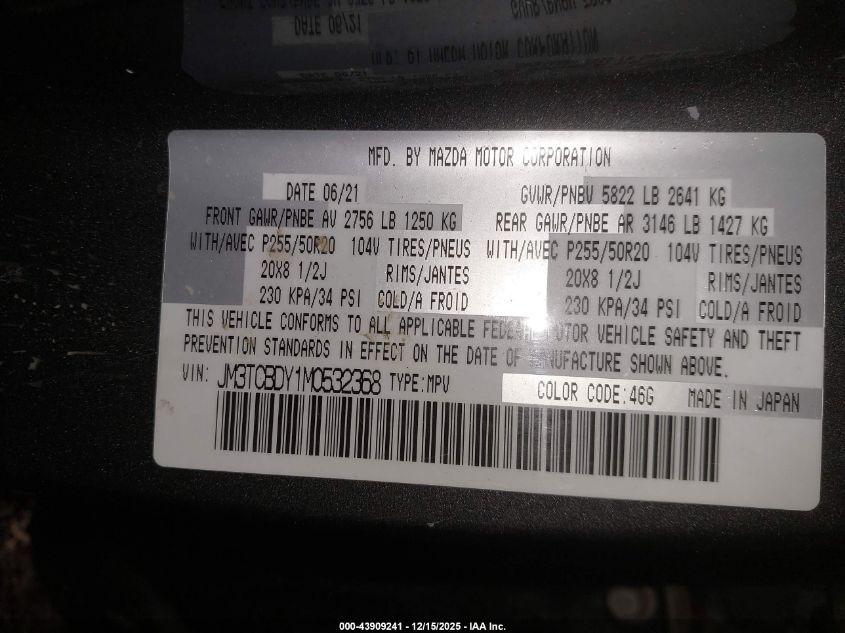 MFD. BY MAZDA MOTOR CORPORATION
DATE 06/21 GVWR/PNBV 5822 LB 2641 KG
FRONT GAWR/PNBE AV 2756 LB 1250 KG REAR GAWR/PNBE AR 3146 LB 1427 KG
WITH/AVEC P255/50R20 104V TIRES/PNEUS WITH/AVEC P255/50R20 104V TIRES/PNEUS
20X8 1/2J RIMS/JANTES 20X8 1/2J RIMS/JANTES
230 KPA/34 PSI COLD/A FROID 230 KPA/34 PSI COLD/A FROID
THIS VEHICLE CONFORMS TO ALL APPLICABLE FEDERAL MOTOR VEHICLE SAFETY AND THEFT
PREVENTION STANDARDS IN EFFECT ON THE DATE OF MANUFACTURE SHOWN ABOVE.
VIN: JM3TCBDY1M0532368 TYPE:MPV COLOR CODE:46G MADE IN JAPAN
000-43909241 - 12/15/2025 - IAA Inc.